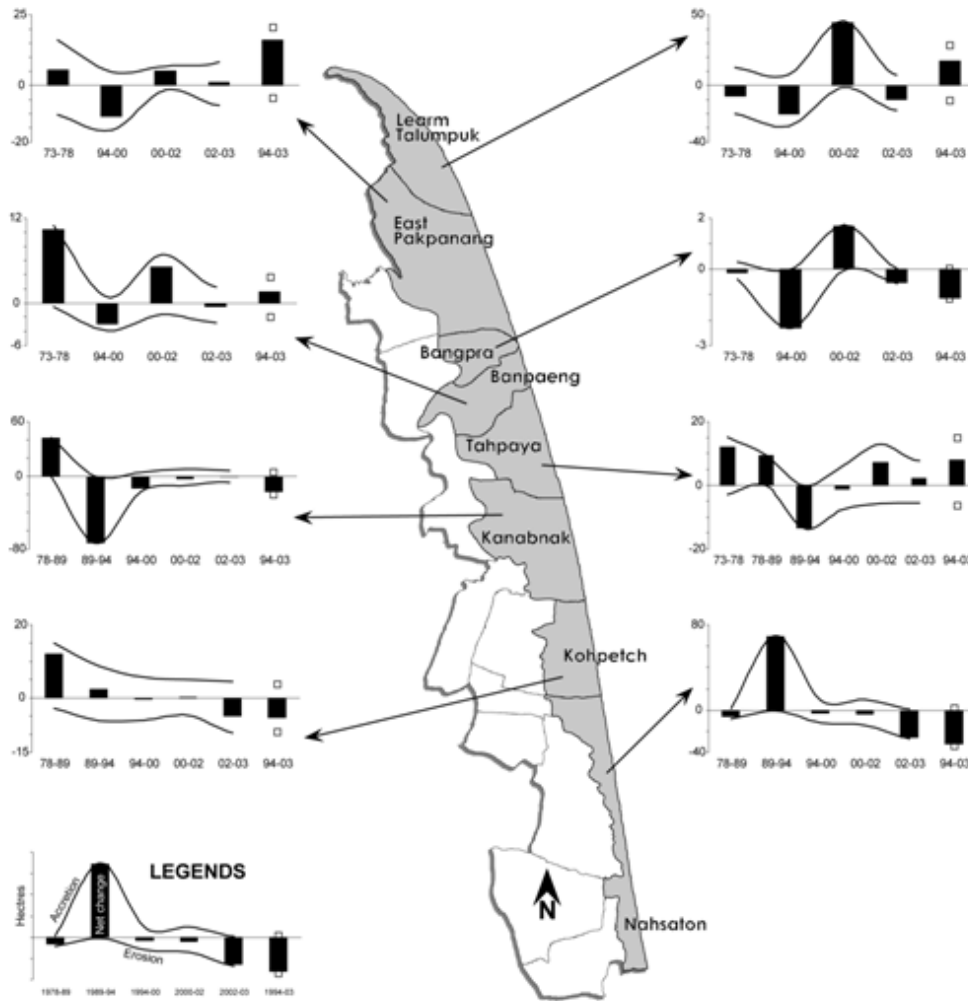 25
0
-20
73-78 94-00 00-02 02-03 94-03
50
0
-40
73-78 94-00 00-02 02-03 94-03
12
0
-6
73-78 94-00 00-02 02-03 94-03
2
0
-3
73-78 94-00 00-02 02-03 94-03
60
0
-80
78-89 89-94 94-00 00-02 02-03 94-03
20
0
-20
73-78 78-89 89-94 94-00 00-02 02-03 94-03
20
0
-15
78-89 89-94 94-00 00-02 02-03 94-03
80
0
-40
78-89 89-94 94-00 00-02 02-03 94-03
Learm
Talumpuk
East
Pakpanang
Bangpra
Banpaeng
Tahpaya
Kanabnak
Kohpetch
Nahsaton
N
LEGENDS
Hectres
Accretion
Net change
Erosion
1978-89 1989-94 1994-00 2000-02 2002-03 1994-03